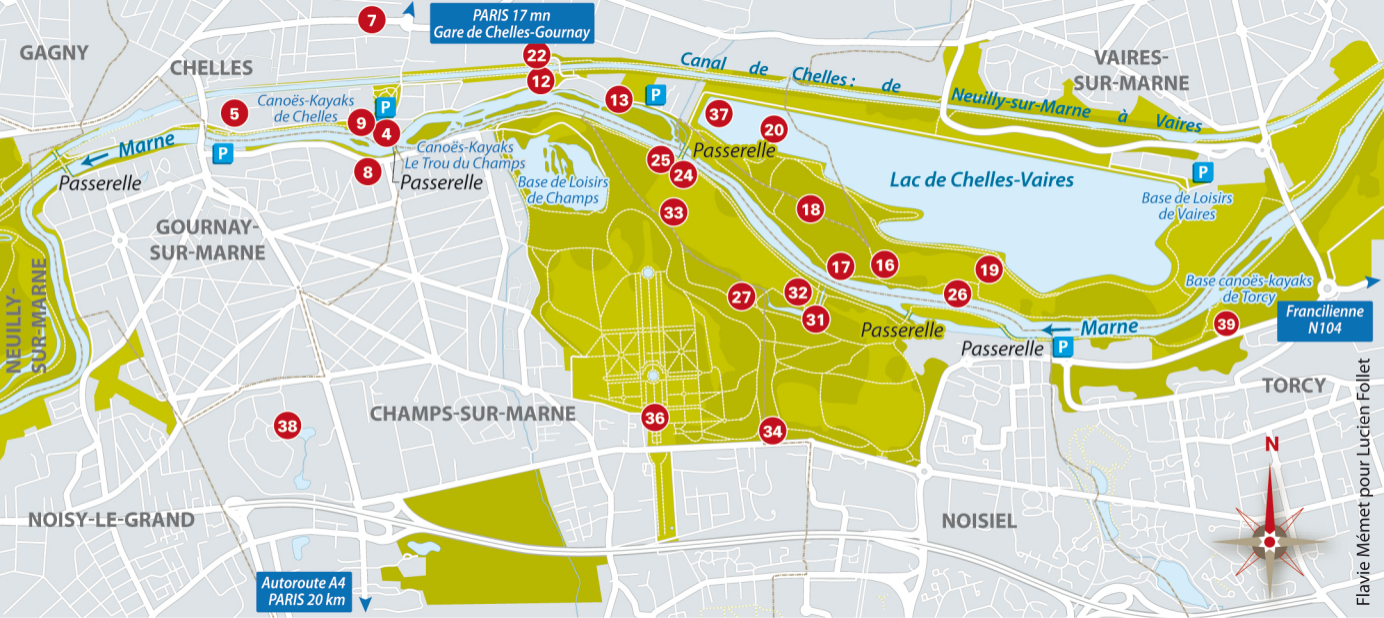 7
PARIS 17 mn
Gare de Chelles-Gournay
GAGNY
CHELLES
22
12
Canal de Chelles : de
Neuilly-sur-Marne à Vaires
VAIRES-
SUR-MARNE
5
Canoës-Kayaks
de Chelles
P
9
4
13
P
37
20
Marne
P
Passerelle
8
Canoës-Kayaks
Le Trou du Champs
Passerelle
Base de Loisirs
de Champs
25
24
Passerelle
Lac de Chelles-Vaires
P
Base de Loisirs
de Vaires
33
18
GOURNAY-
SUR-MARNE
NEUILLY-
SUR-MARNE
17
16
19
27
32
31
26
Base canoës-kayaks
de Torcy
Francilienne
N104
39
Passerelle
Passerelle
P
Marne
TORCY
CHAMPS-SUR-MARNE
38
36
34
N
NOISY-LE-GRAND
NOISIEL
Autoroute A4
PARIS 20 km
Flavie Mémet pour Lucien Follet